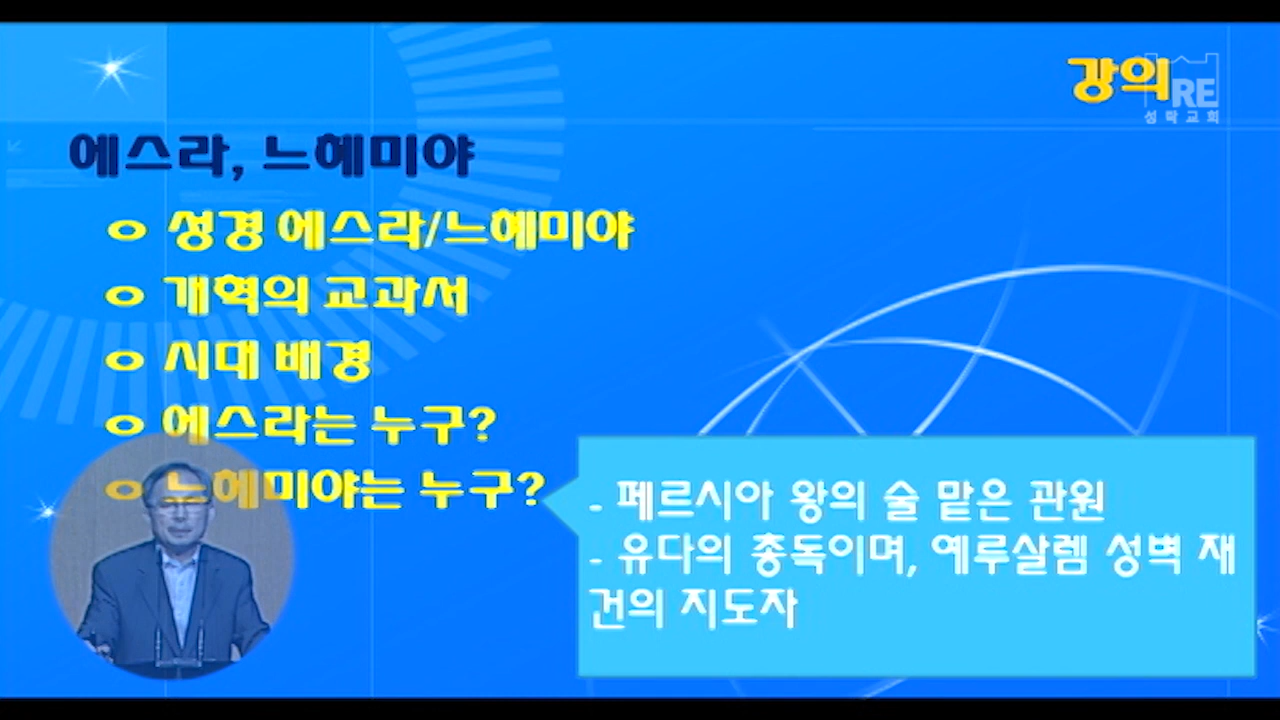 강의
RE
성락교회
에스라, 느헤미야
성경 에스라/느헤미야
개혁의 교과서
시대 배경
에스라는 누구?
느헤미야는 누구?
- 페르시아 왕의 술 맡은 관원
- 유다의 총독이며, 예루살렘 성벽 재
건의 지도자